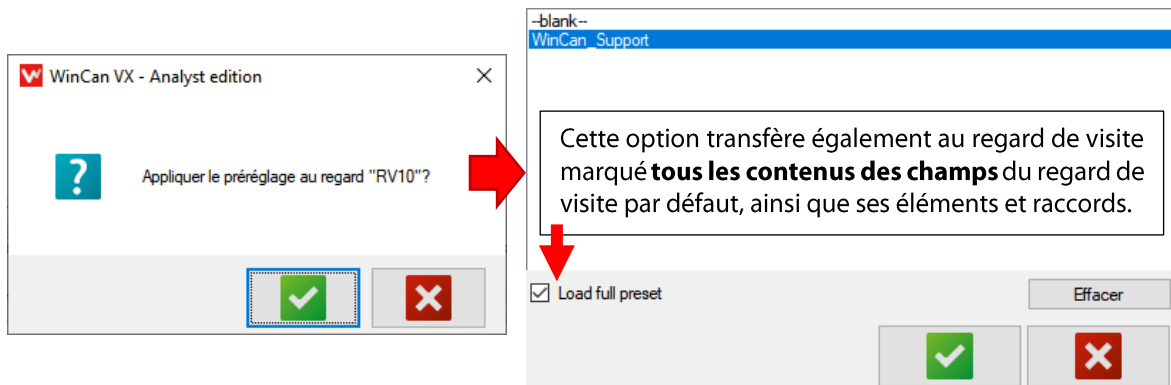 WinCan VX - Analyst edition
Appliquer le préréglage au regard "RV10"?
--blank--
WinCan_Support
Cette option transfère également au regard de visite
marqué tous les contenus des champs du regard de
visite par défaut, ainsi que ses éléments et raccords.
Load full preset
Effacer